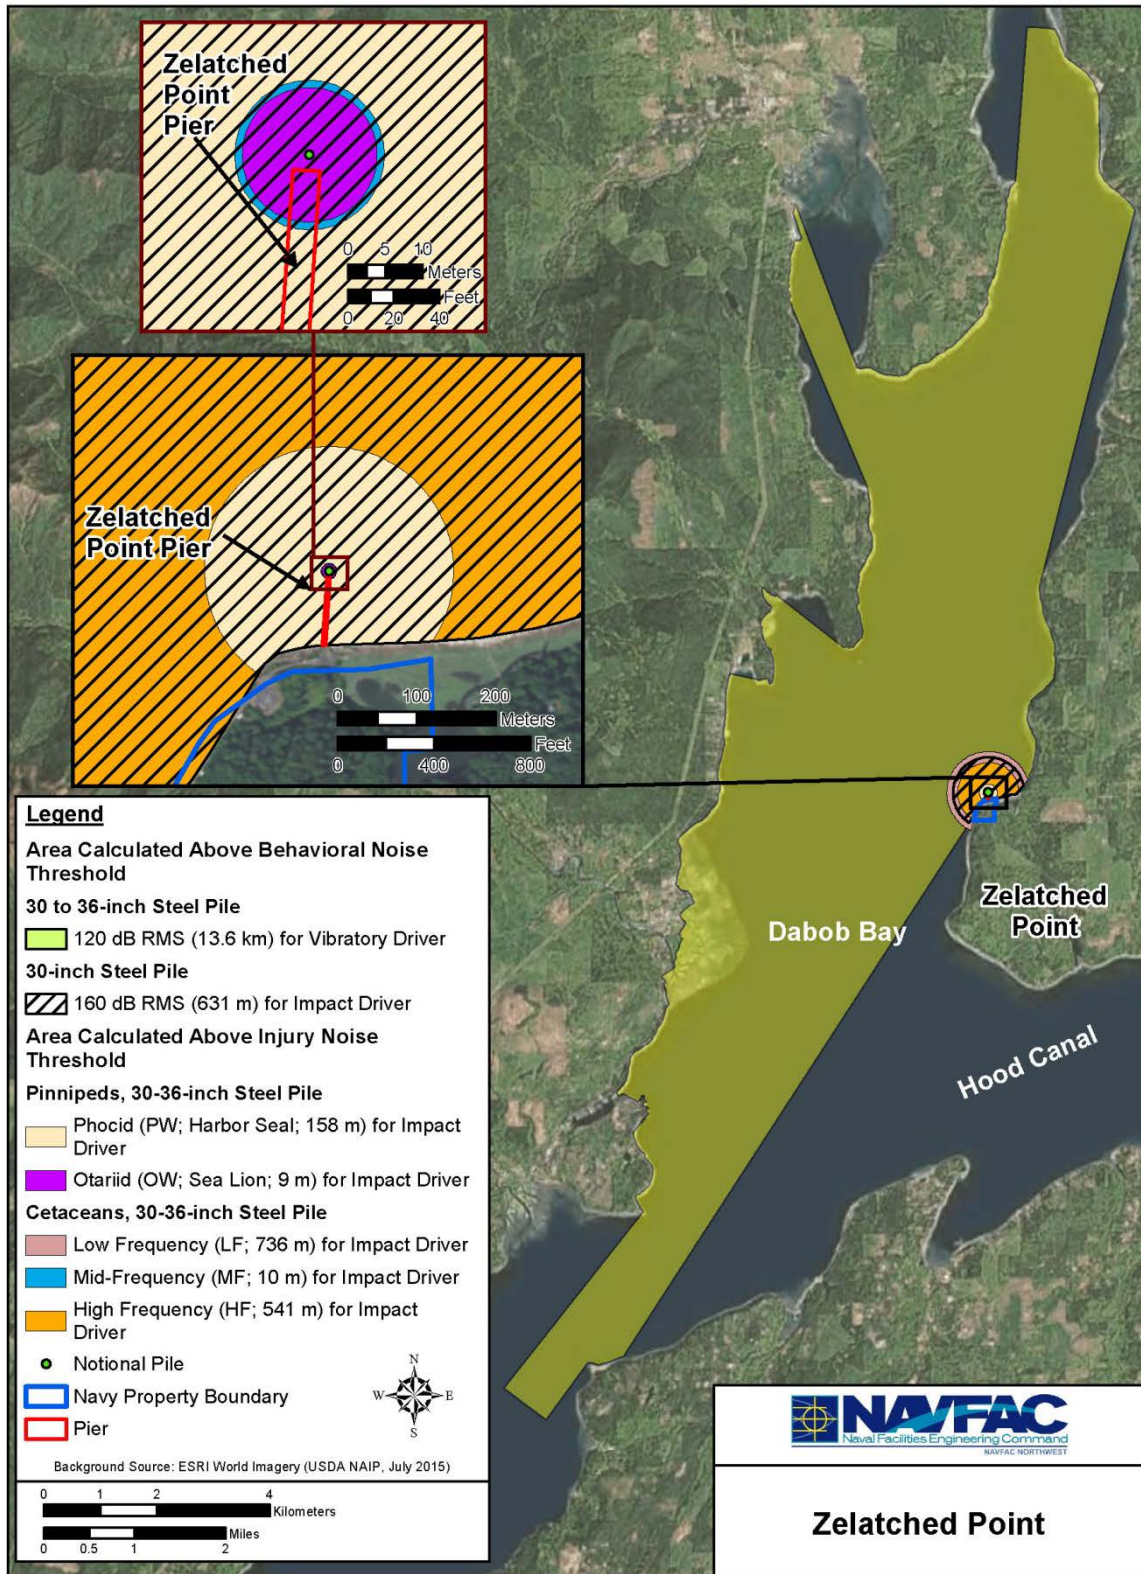 Zelatched
Point
Pier
0 5 10
Meters
Feet
0 20 40
Zelatched
Point Pier
0 100 200
Meters
Feet
0 400 800
Zelatched
Point
Dabob Bay
Hood Canal
Legend
Area Calculated Above Behavioral Noise
Threshold
30 to 36-inch Steel Pile
120 dB RMS (13.6 km) for Vibratory Driver
30-inch Steel Pile
160 dB RMS (631 m) for Impact Driver
Area Calculated Above Injury Noise
Threshold
Pinnipeds, 30-36-inch Steel Pile
Phocid (PW; Harbor Seal; 158 m) for Impact
Driver
Otariid (OW; Sea Lion; 9 m) for Impact Driver
Cetaceans, 30-36-inch Steel Pile
Low Frequency (LF; 736 m) for Impact Driver
Mid-Frequency (MF; 10 m) for Impact Driver
High Frequency (HF; 541 m) for Impact
Driver
Notional Pile
Navy Property Boundary
Pier
N
W E
S
Background Source: ESRI World Imagery (USDA NAIP, July 2015)
0 1 2 4
Kilometers
Miles
0 0.5 1 2
NAVFAC
Naval Facilities Engineering Command
NAVFAC NORTHWEST
Zelatched Point